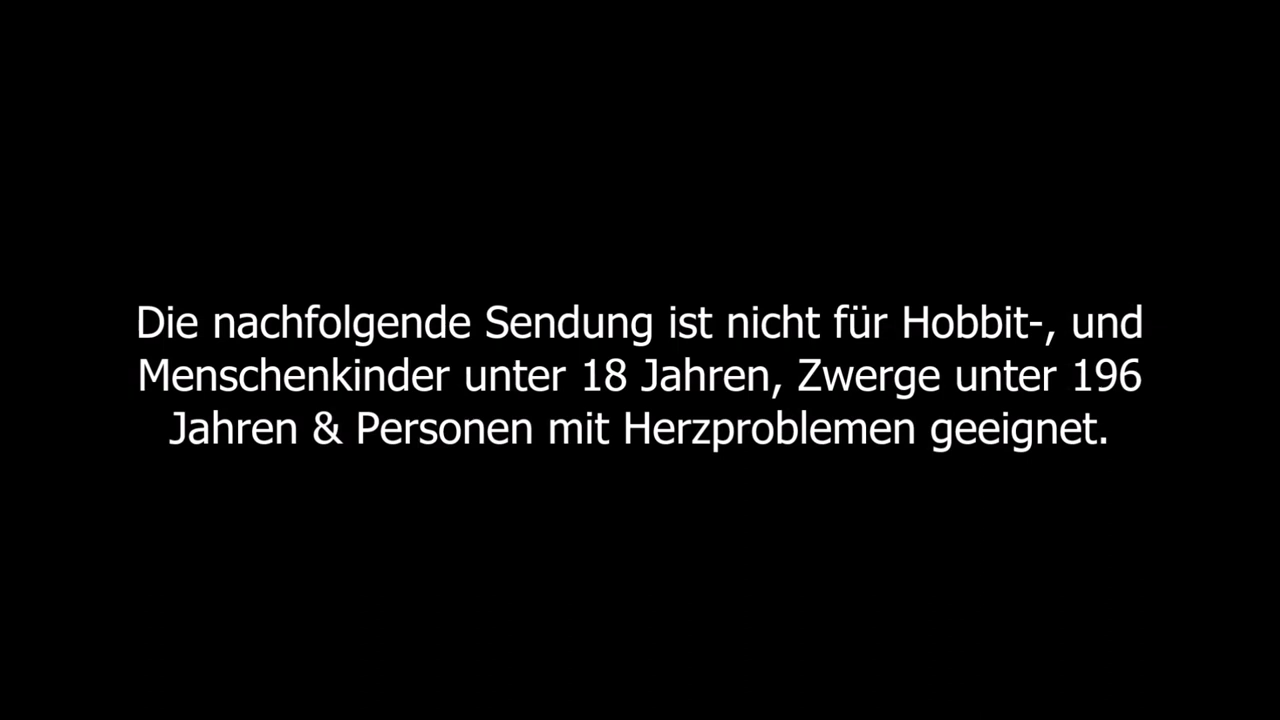 Die nachfolgende Sendung ist nicht für Hobbit-, und
Menschenkinder unter 18 Jahren, Zwerge unter 196
Jahren & Personen mit Herzproblemen geeignet.